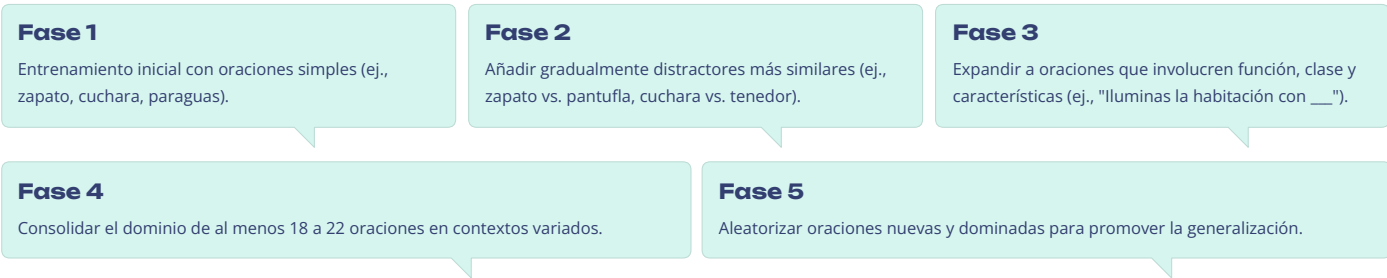 Fase 1
Entrenamiento inicial con oraciones simples (ej.,
zapato, cuchara, paraguas).
Fase 2
Añadir gradualmente distractores más similares (ej.,
zapato vs. pantufla, cuchara vs. tenedor).
Fase 3
Expandir a oraciones que involucren función, clase y
características (ej., "Iluminas la habitación con ___").
Fase 4
Consolidar el dominio de al menos 18 a 22 oraciones en contextos variados.
Fase 5
Aleatorizar oraciones nuevas y dominadas para promover la generalización.